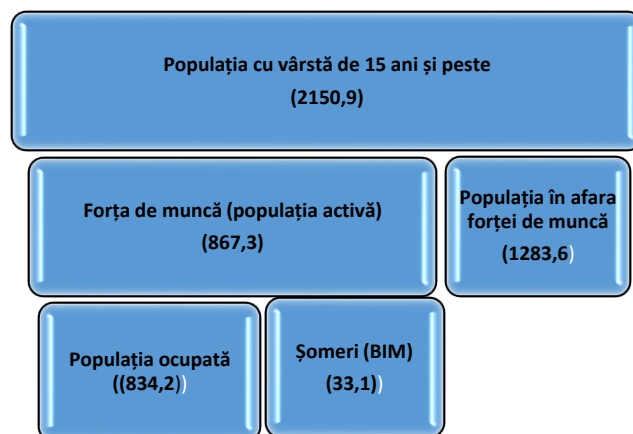 Populația cu vârstă de 15 ani și peste
(2150,9)
Forța de muncă (populația activă)
(867,3)
Populația în afara
forței de muncă
(1283,6)
Populația ocupată
((834,2))
Șomeri (BIM)
(33,1))